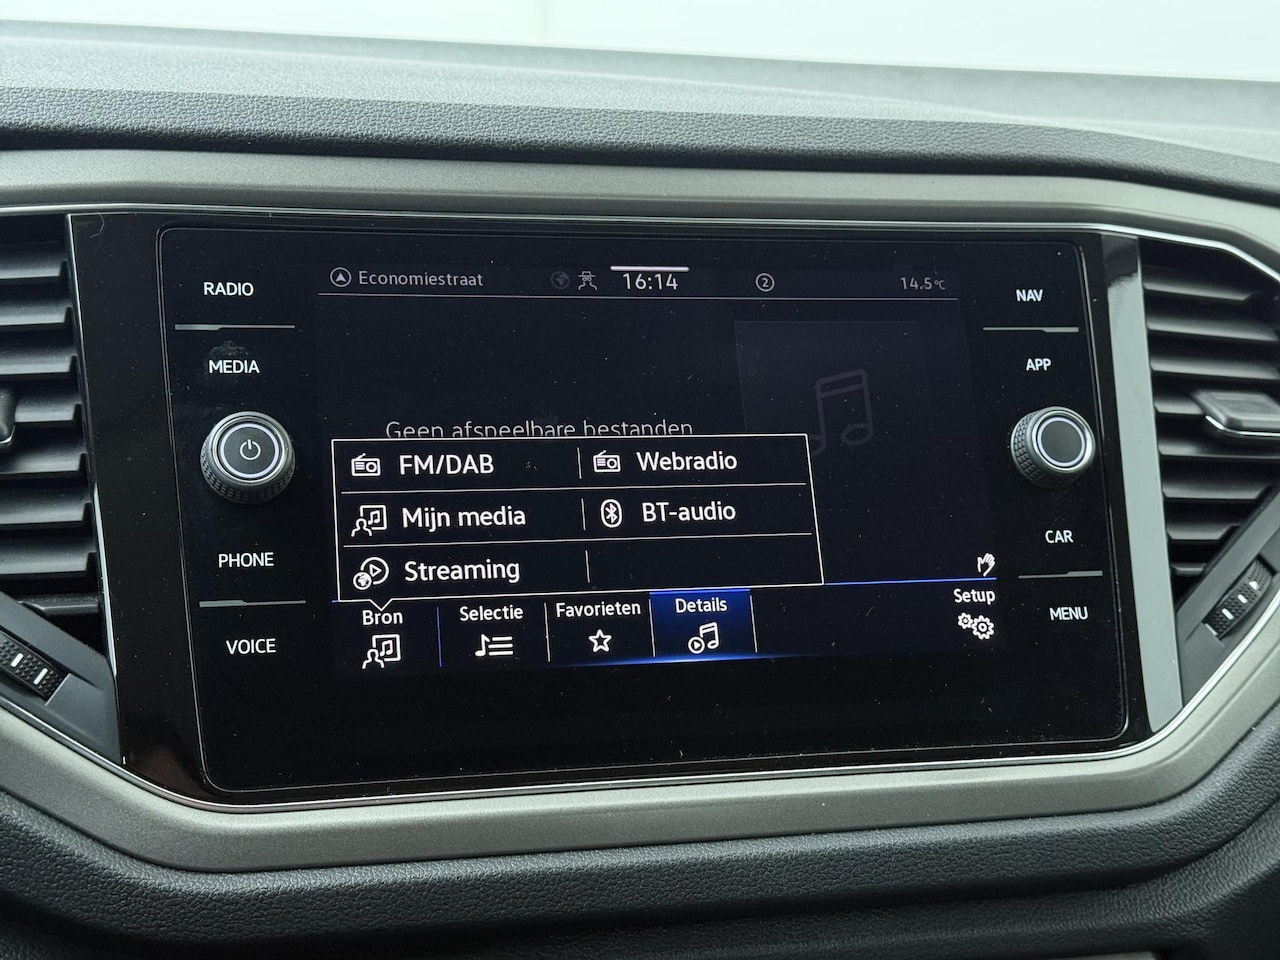 RADIO
MEDIA
PHONE
VOICE
Economiestraat
16:14
2
14.5°C
Geen afspeelbare bestanden
FM/DAB
Webradio
Mijn media
BT-audio
Streaming
Bron
Selectie
Favorieten
Details
Setup
NAV
APP
CAR
MENU